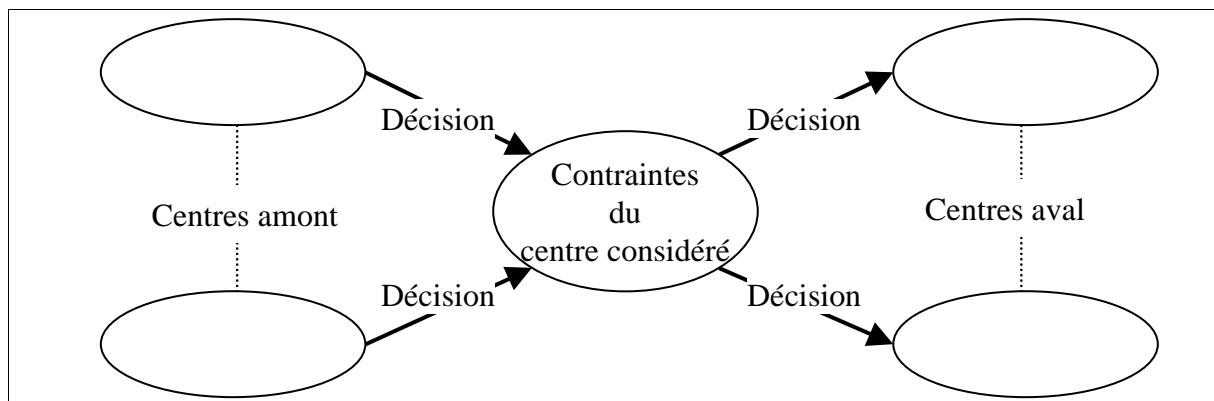 Décision
Décision
Contraintes
du
centre considéré
Centres amont
Centres aval
Décision
Décision